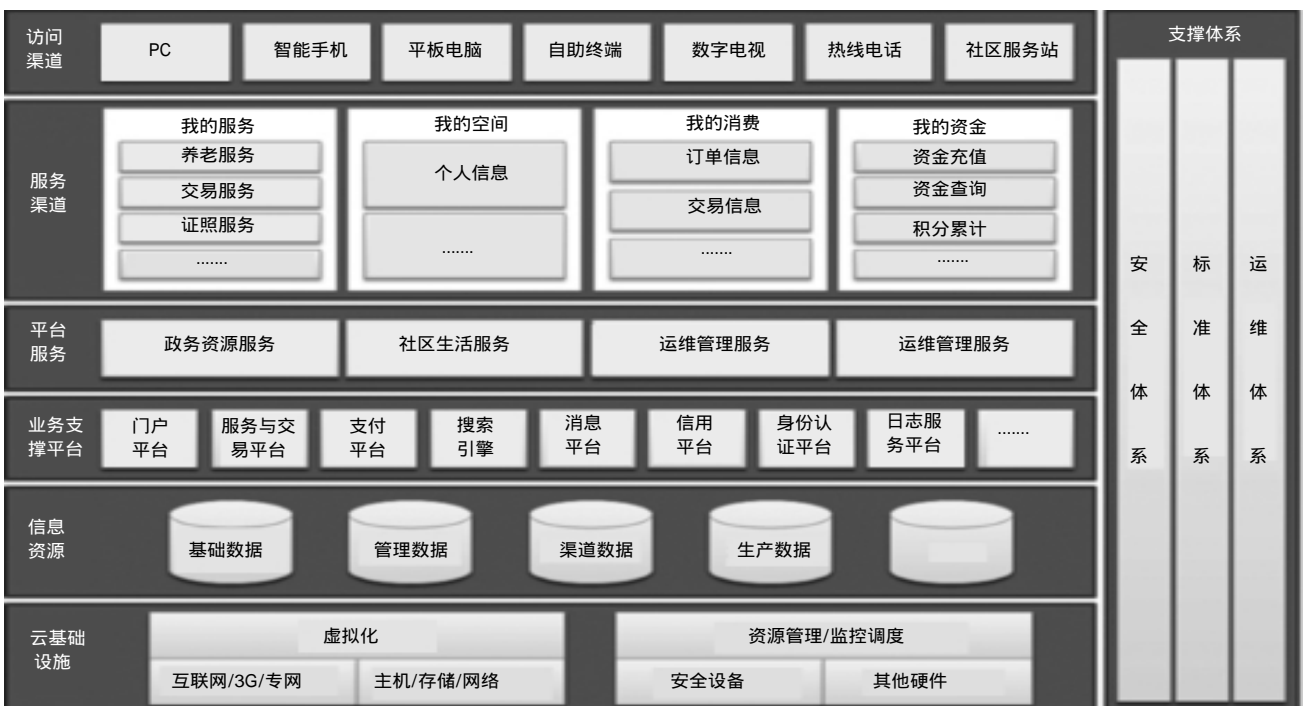 访问
渠道
PC
智能手机
平板电脑
自助终端
数字电视
热线电话
社区服务站
服务
渠道
我的服务
养老服务
交易服务
证照服务
.......
我的空间
个人信息
.......
我的消费
订单信息
交易信息
.......
我的资金
资金充值
资金查询
积分累计
.......
平台
服务
政务资源服务
社区生活服务
运维管理服务
运维管理服务
业务支
撑平台
门户
平台
服务与交
易平台
支付
平台
搜索
引擎
消息
平台
信用
平台
身份认
证平台
日志服
务平台
.......
信息
资源
基础数据
管理数据
渠道数据
生产数据
云基础
设施
虚拟化
互联网/3G/专网
主机/存储/网络
资源管理/监控调度
安全设备
其他硬件
支撑体系
安全体系
标准体系
运维体系